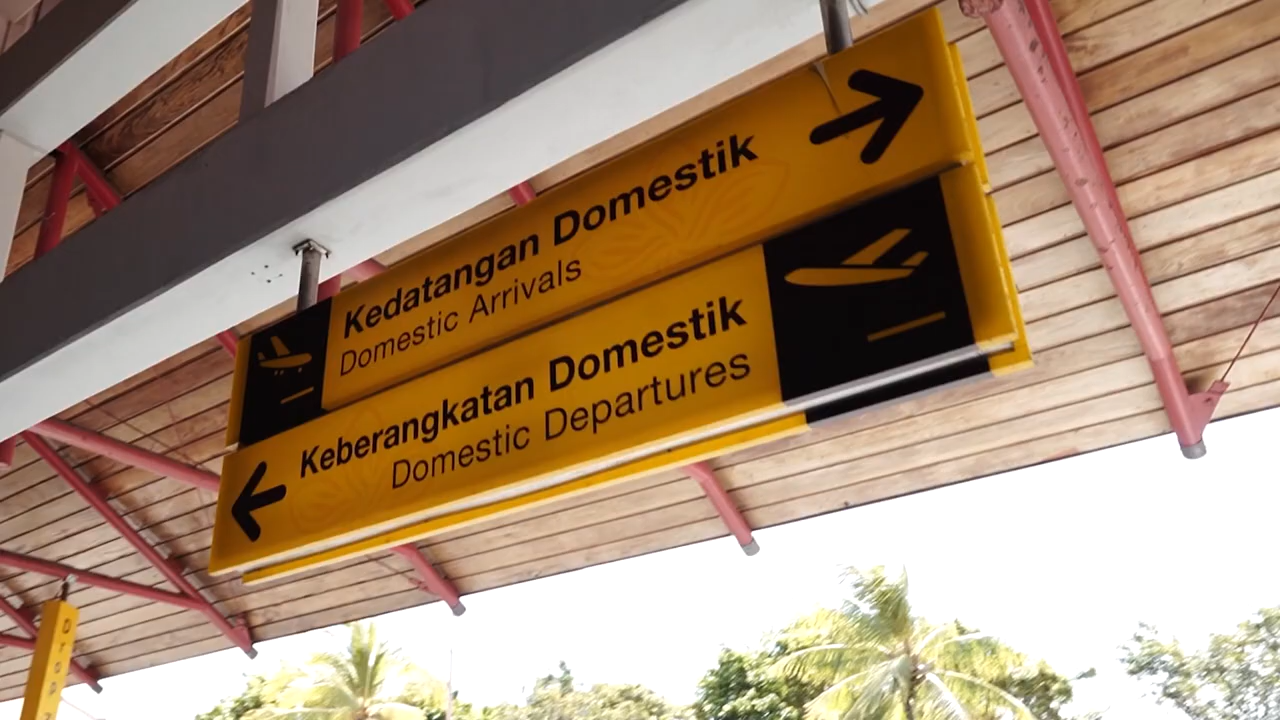 Kedatangan Domestik
Domestic Arrivals
Keberangkatan Domestik
Domestic Departures